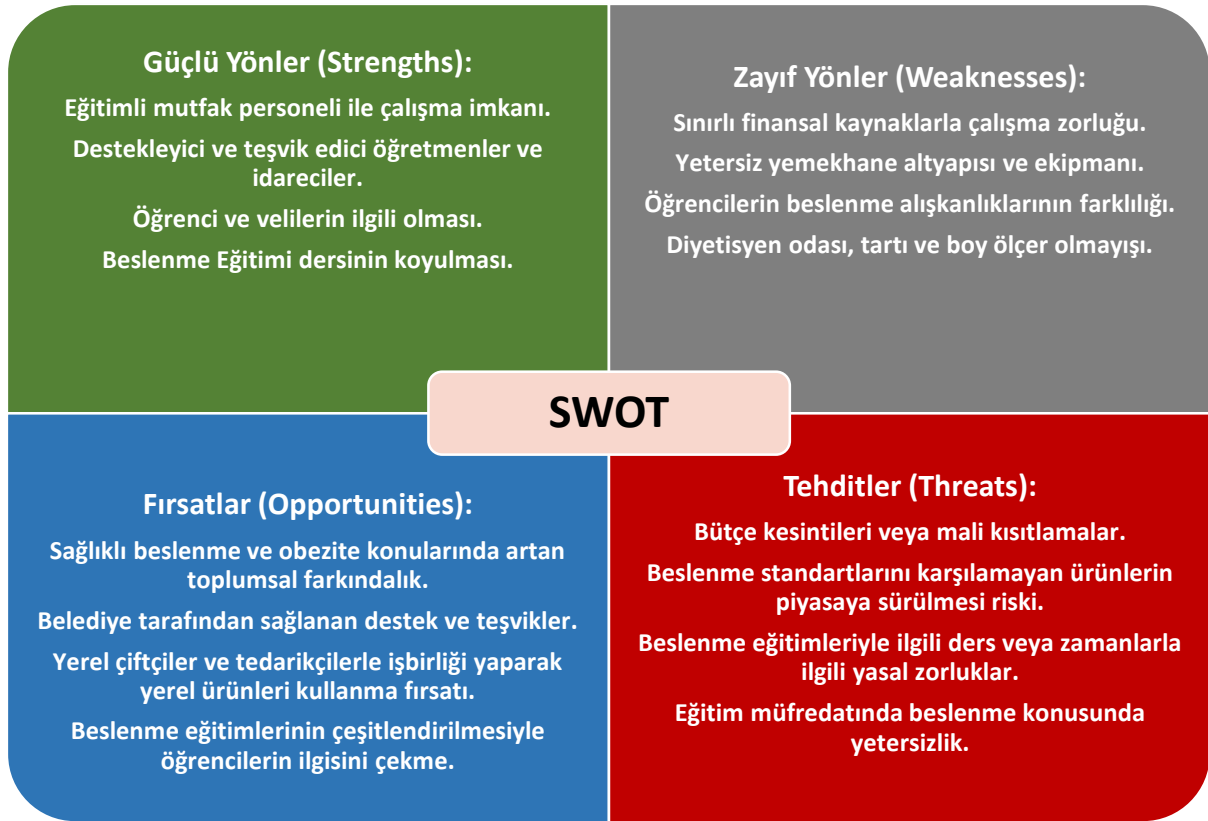 Güçlü Yönler (Strengths):
Eğitimli mutfak personeli ile çalışma imkanı.
Destekleyici ve teşvik edici öğretmenler ve
idareciler.
Öğrenci ve velilerin ilgili olması.
Beslenme Eğitimi dersinin koyulması.
Zayıf Yönler (Weaknesses):
Sınırlı finansal kaynaklarla çalışma zorluğu.
Yetersiz yemekhane altyapısı ve ekipmanı.
Öğrencilerin beslenme alışkanlıklarının farklılığı.
Diyetisyen odası, tartı ve boy ölçer olmayışı.
SWOT
Fırsatlar (Opportunities):
Sağlıklı beslenme ve obezite konularında artan
toplumsal farkındalık.
Belediye tarafından sağlanan destek ve teşvikler.
Yerel çiftçiler ve tedarikçilerle işbirliği yaparak
yerel ürünleri kullanma fırsatı.
Beslenme eğitimlerinin çeşitlendirilmesiyle
öğrencilerin ilgisini çekme.
Tehditler (Threats):
Bütçe kesintileri veya mali kısıtlamalar.
Beslenme standartlarını karşılamayan ürünlerin
piyasaya sürülmesi riski.
Beslenme eğitimleriyle ilgili ders veya zamanlarla
ilgili yasal zorluklar.
Eğitim müfredatında beslenme konusunda
yetersizlik.